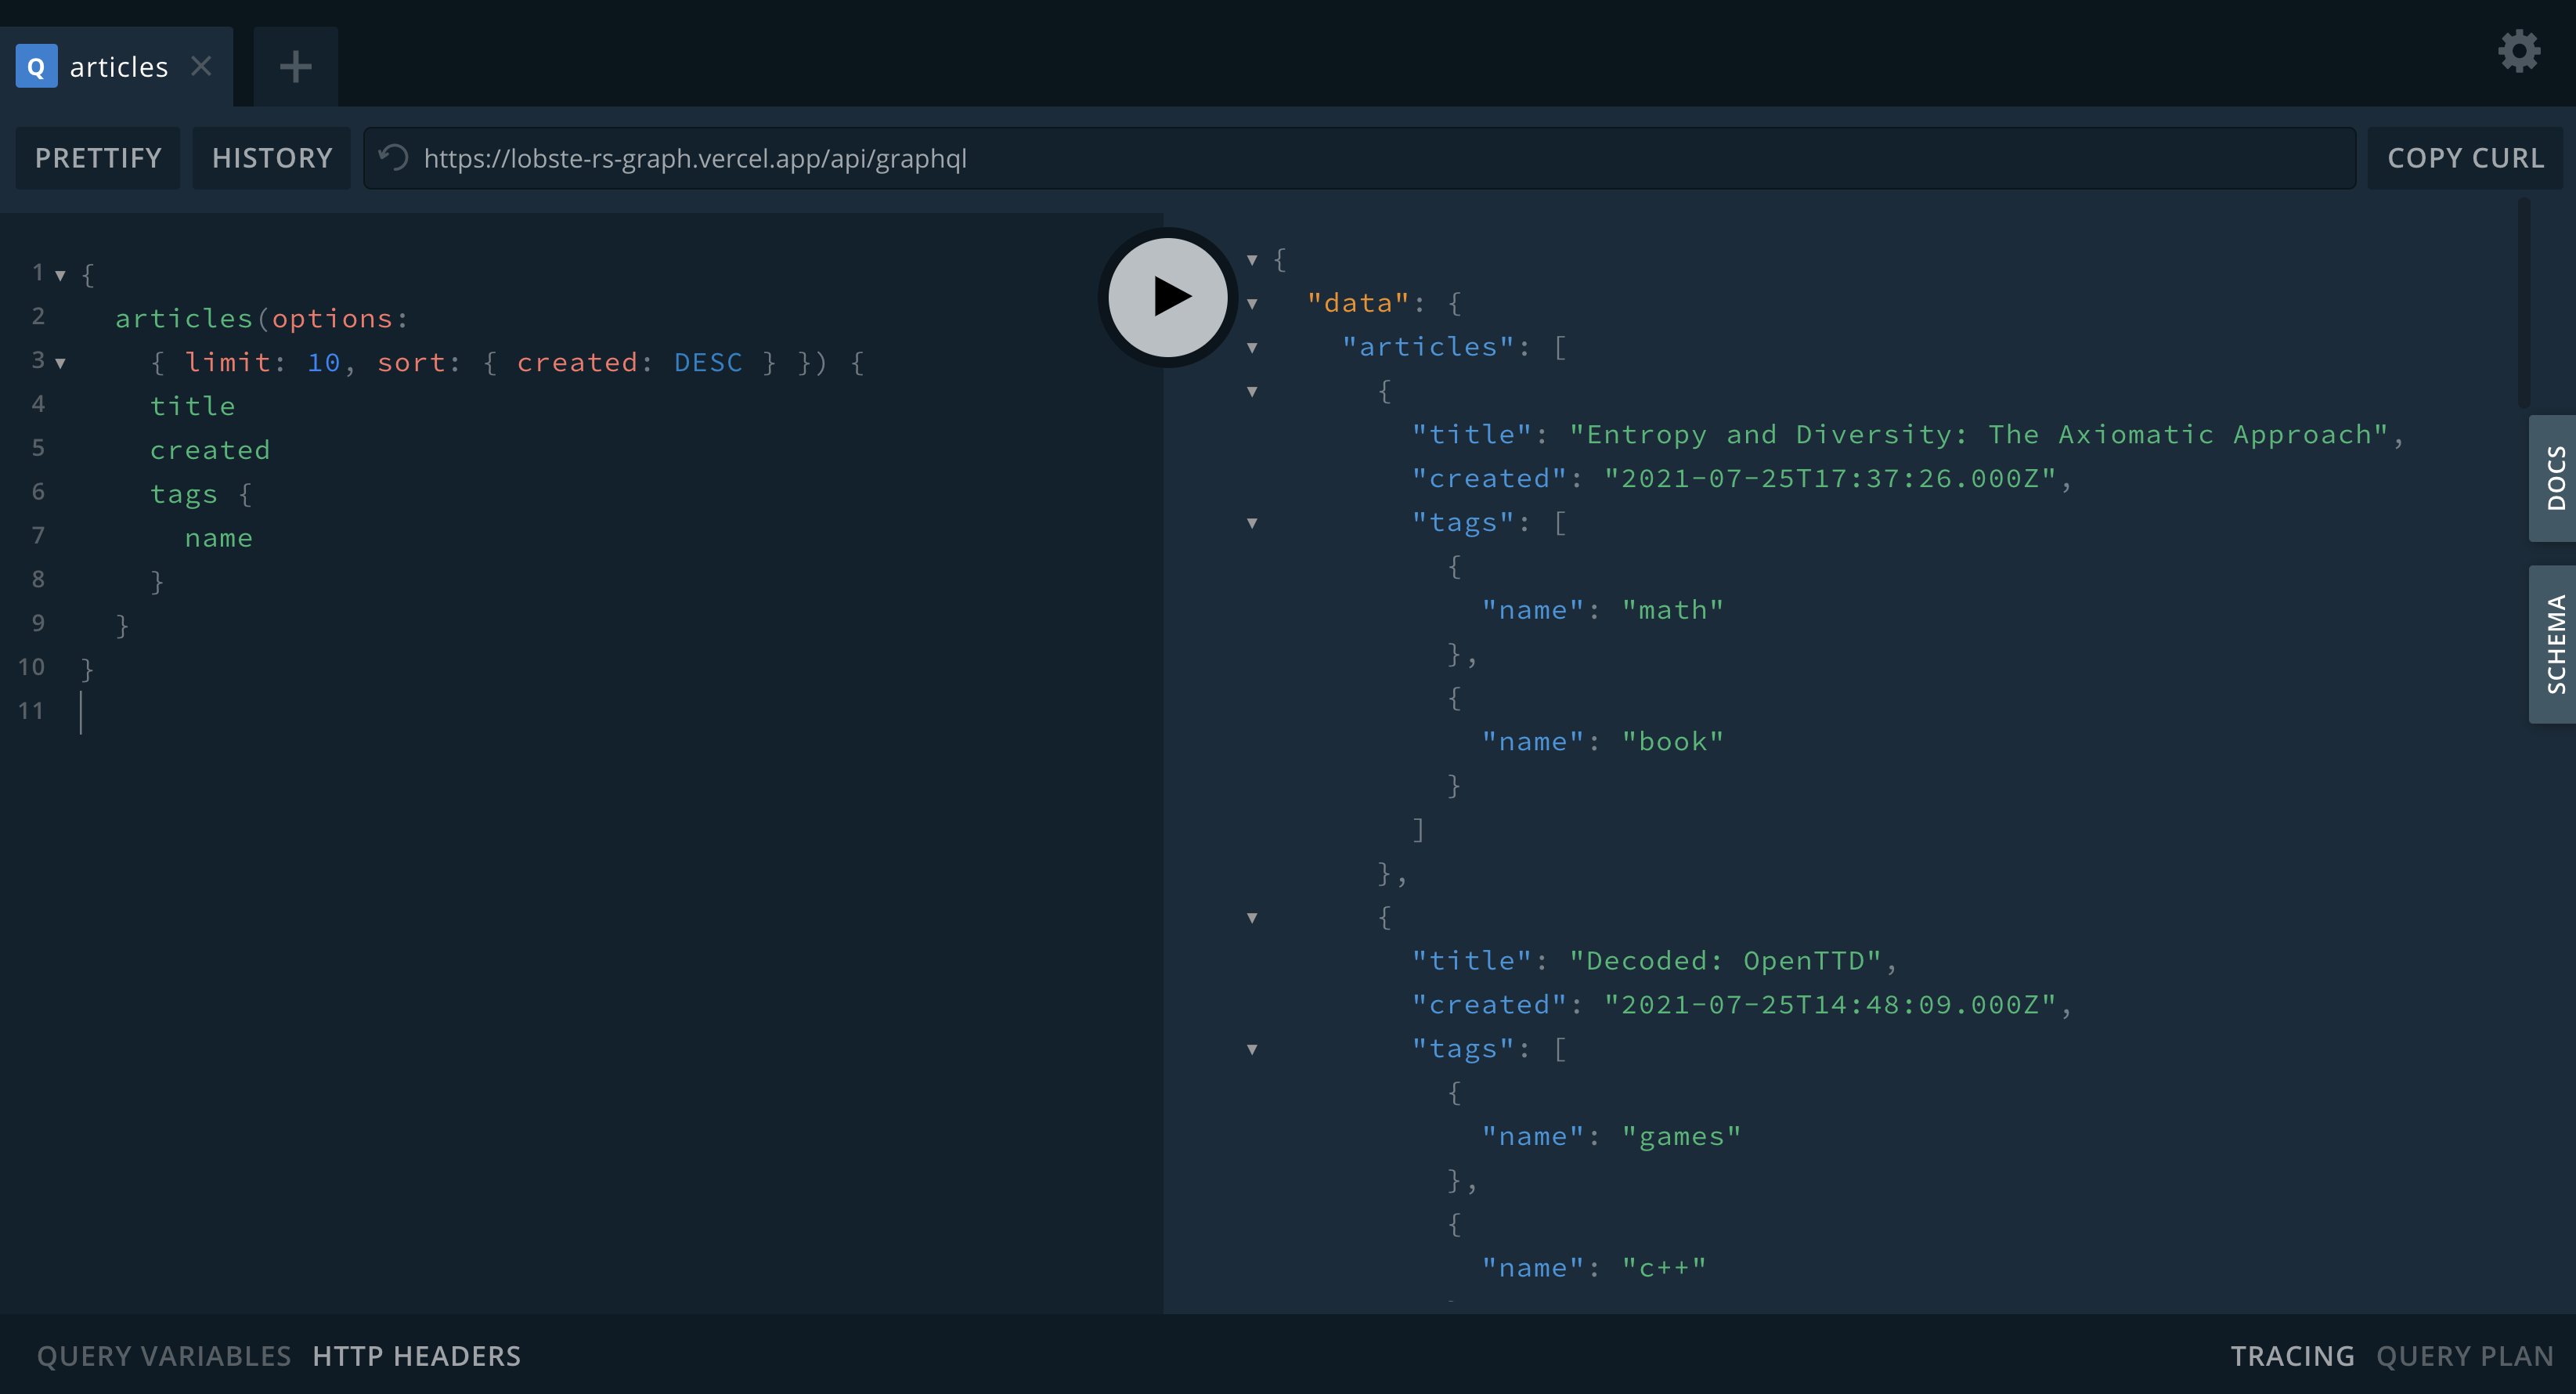 Q articles
PRETTIFY HISTORY https://lobste-rs-graph.vercel.app/api/graphql COPY CURL
1 {
2 articles(options:
3 { limit: 10, sort: { created: DESC } }) {
4 title
5 created
6 tags {
7 name
8 }
9 }
10 }
11
{
"data": {
"articles": [
{
"title": "Entropy and Diversity: The Axiomatic Approach",
"created": "2021-07-25T17:37:26.000Z",
"tags": [
{
"name": "math"
},
{
"name": "book"
}
]
},
{
"title": "Decoded: OpenTTD",
"created": "2021-07-25T14:48:09.000Z",
"tags": [
{
"name": "games"
},
{
"name": "c++"
DOCS
SCHEMA
QUERY VARIABLES HTTP HEADERS
TRACING QUERY PLAN